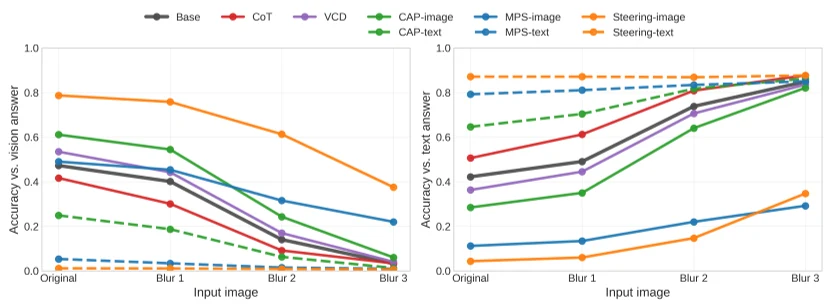 Base CoT VCD CAP-image MPS-image Steering-image
CAP-text MPS-text Steering-text
Accuracy vs. vision answer
1.0
0.8
0.6
0.4
0.2
0.0
Original Blur 1 Blur 2 Blur 3
Input image
Accuracy vs. text answer
1.0
0.8
0.6
0.4
0.2
0.0
Original Blur 1 Blur 2 Blur 3
Input image